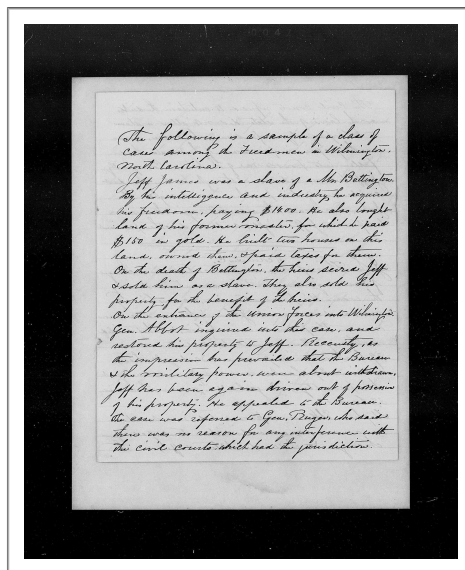 The following is a sample of a class of
cases among the Freedmen in Wilmington
North Carolina.
Jeff James was a slave of a Mr. Bettington
By his intelligence and industry, he acquired
his freedom, paying $1400. He also bought
land of his former master, for which he paid
$150 in gold. He built two houses on this
land, owned them, & paid taxes for them.
On the death of Bettington, the heirs seized Jeff
& sold him as a slave. They also sold his
property for the benefit of the heirs.
On the entrance of the Union forces into Wilmington
Gen. Abbot inquired into his case, and
restored his property to Jeff. Recently, as
the impression has prevailed that the Bureau
& the military power were about withdrawn,
Jeff has been again driven out of possession
of his property. He appealed to the Bureau.
The case was referred to Gen. Ruger, who said
there was no reason for any interference with
the civil courts which had the jurisdiction.